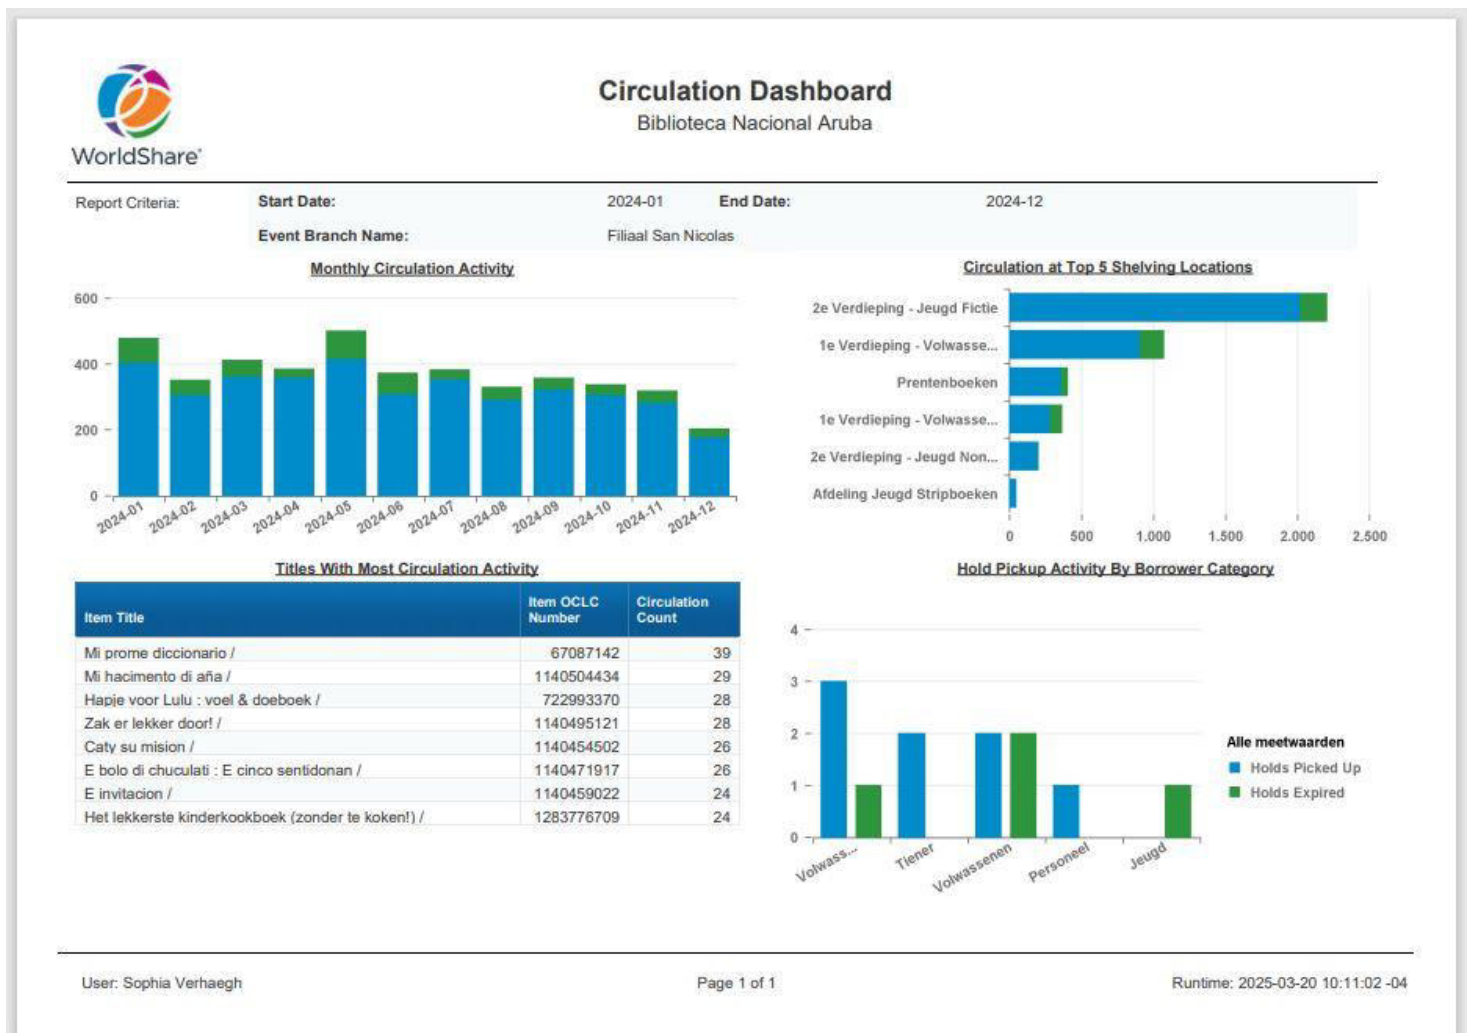 WorldShare®
Circulation Dashboard
Biblioteca Nacional Aruba
Report Criteria: Start Date: 2024-01 End Date: 2024-12
Event Branch Name: Filiaal San Nicolas
Monthly Circulation Activity
600
400
200
0
2024-01 2024-02 2024-03 2024-04 2024-05 2024-06 2024-07 2024-08 2024-09 2024-10 2024-11 2024-12
Circulation at Top 5 Shelving Locations
2e Verdieping - Jeugd Fictie
1e Verdieping - Volwasse...
Prentenboeken
1e Verdieping - Volwasse...
2e Verdieping - Jeugd Non...
Afdeling Jeugd Stripboeken
0 500 1.000 1.500 2.000 2.500
Titles With Most Circulation Activity
Item Title Item OCLC Number Circulation Count
Mi prome diccionario / 67087142 39
Mi hacimento di aña / 1140504434 29
Hapje voor Lulu : voel & doeboek / 722993370 28
Zak er lekker door! / 1140495121 28
Caty su mision / 1140454502 26
E bolo di chuculati : E cinco sentidonan / 1140471917 26
E invitacion / 1140459022 24
Het lekkerste kinderkookboek (zonder te koken!) / 1283776709 24
Hold Pickup Activity By Borrower Category
4
3
2
1
0
Volwass... Tiener Volwassenen Personeel Jeugd
Alle meetwaarden
Holds Picked Up
Holds Expired
User: Sophia Verhaegh Page 1 of 1 Runtime: 2025-03-20 10:11:02 -04